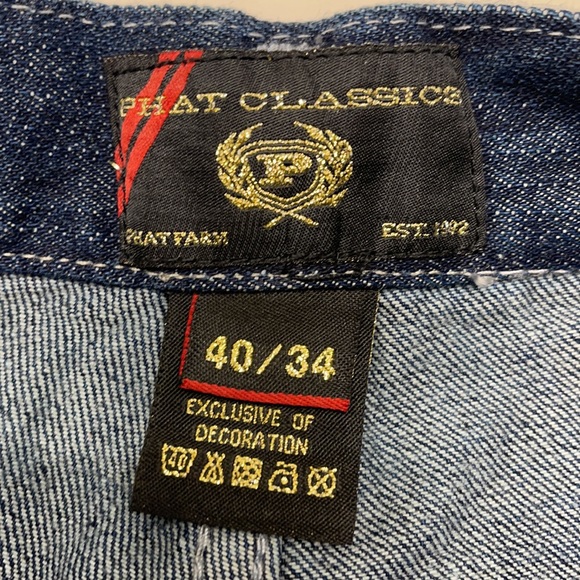 PHAT CLASSICS
P
PHAT FARM
EST. 1992
40/34
EXCLUSIVE OF
DECORATION
40